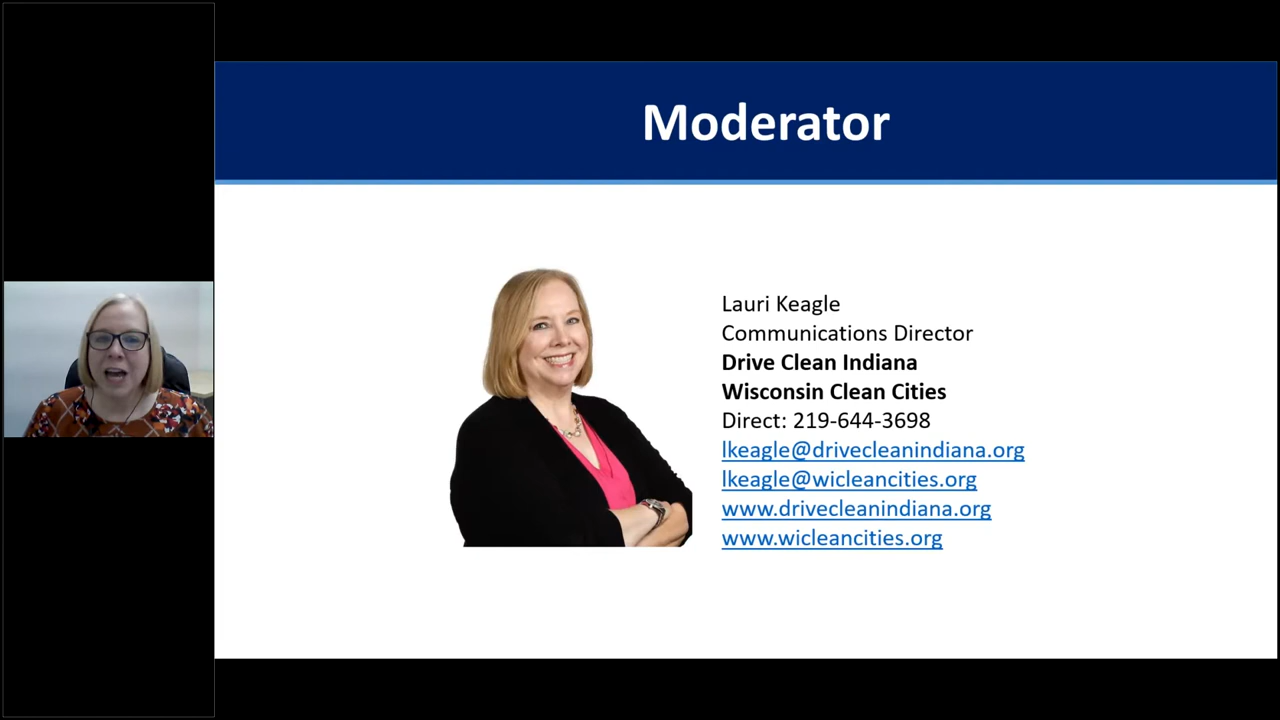 Moderator
Lauri Keagle
Communications Director
Drive Clean Indiana
Wisconsin Clean Cities
Direct: 219-644-3698
lkeagle@drivecleanindiana.org
lkeagle@wicleancities.org
www.drivecleanindiana.org
www.wicleancities.org